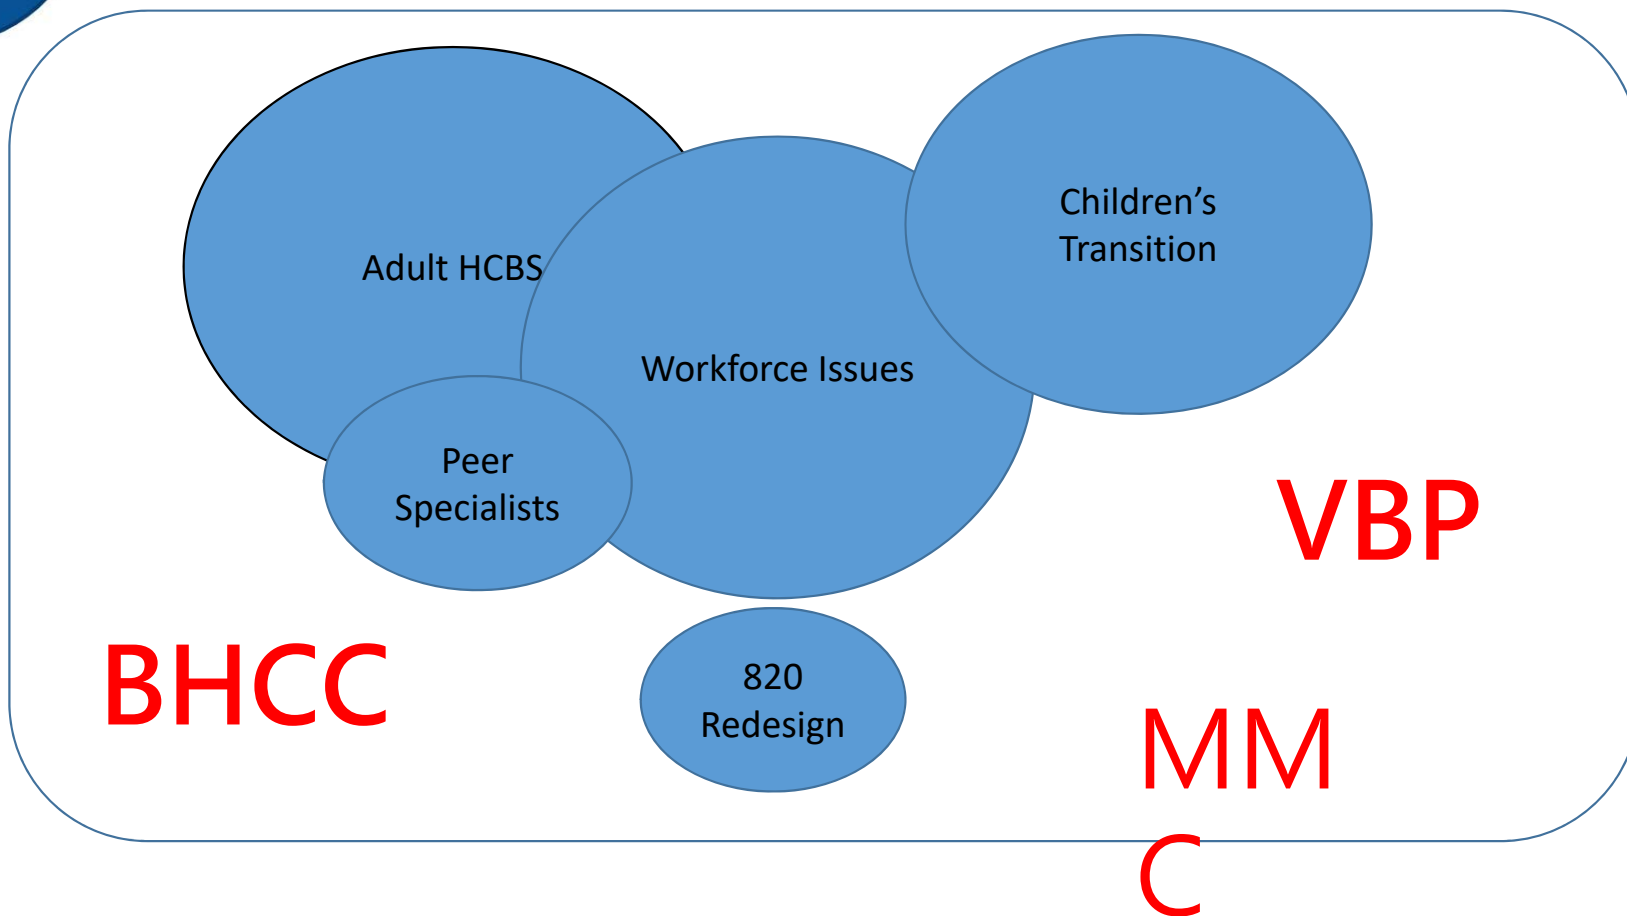 Children’s
Transition
Adult HCBS
Workforce Issues
Peer
Specialists
VBP
BHCC
820
Redesign
MM
C